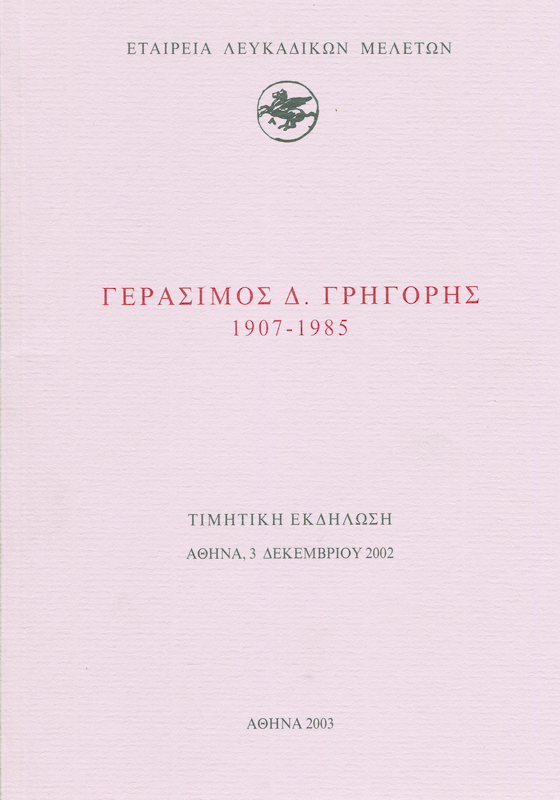 ΕΤΑΙΡΕΙΑ ΛΕΥΚΑΔΙΚΩΝ ΜΕΛΕΤΩΝ
Λ
ΓΕΡΑΣΙΜΟΣ Δ. ΓΡΗΓΟΡΗΣ
1907-1985
ΤΙΜΗΤΙΚΗ ΕΚΔΗΛΩΣΗ
ΑΘΗΝΑ, 3 ΔΕΚΕΜΒΡΙΟΥ 2002
ΑΘΗΝΑ 2003